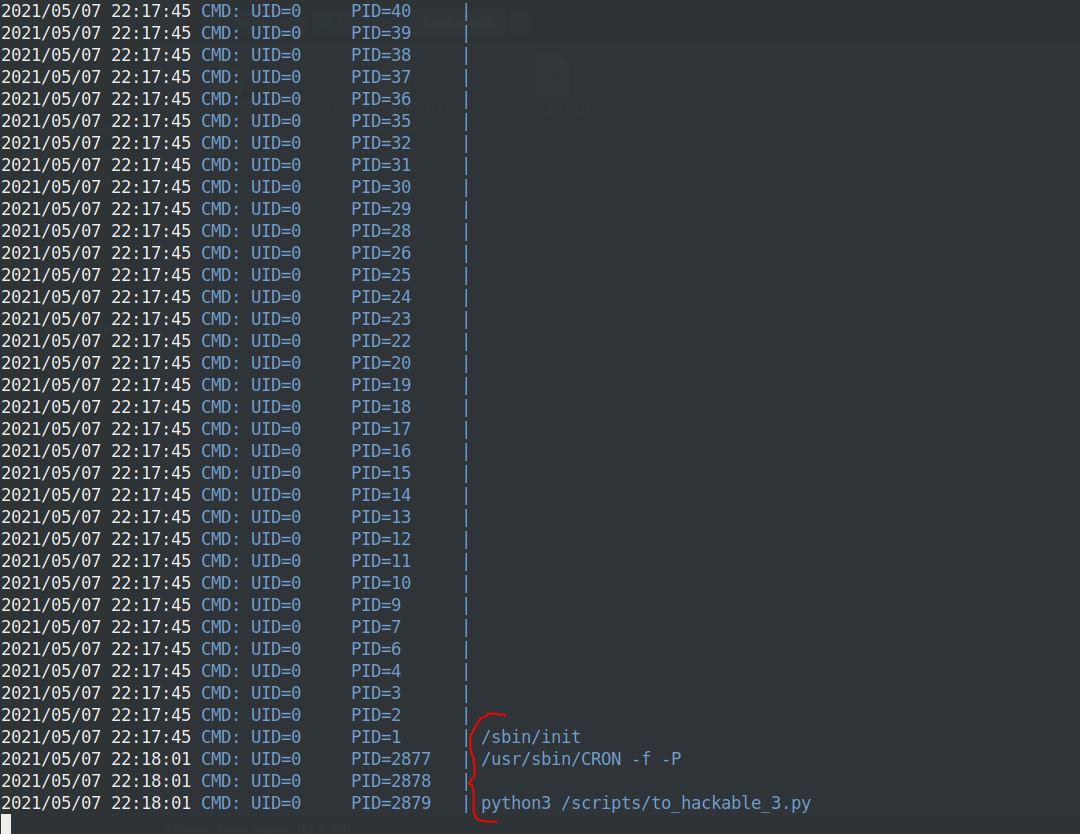 2021/05/07 22:17:45 CMD: UID=0     PID=40     |
2021/05/07 22:17:45 CMD: UID=0     PID=39     |
2021/05/07 22:17:45 CMD: UID=0     PID=38     |
2021/05/07 22:17:45 CMD: UID=0     PID=37     |
2021/05/07 22:17:45 CMD: UID=0     PID=36     |
2021/05/07 22:17:45 CMD: UID=0     PID=35     |
2021/05/07 22:17:45 CMD: UID=0     PID=32     |
2021/05/07 22:17:45 CMD: UID=0     PID=31     |
2021/05/07 22:17:45 CMD: UID=0     PID=30     |
2021/05/07 22:17:45 CMD: UID=0     PID=29     |
2021/05/07 22:17:45 CMD: UID=0     PID=28     |
2021/05/07 22:17:45 CMD: UID=0     PID=26     |
2021/05/07 22:17:45 CMD: UID=0     PID=25     |
2021/05/07 22:17:45 CMD: UID=0     PID=24     |
2021/05/07 22:17:45 CMD: UID=0     PID=23     |
2021/05/07 22:17:45 CMD: UID=0     PID=22     |
2021/05/07 22:17:45 CMD: UID=0     PID=20     |
2021/05/07 22:17:45 CMD: UID=0     PID=19     |
2021/05/07 22:17:45 CMD: UID=0     PID=18     |
2021/05/07 22:17:45 CMD: UID=0     PID=17     |
2021/05/07 22:17:45 CMD: UID=0     PID=16     |
2021/05/07 22:17:45 CMD: UID=0     PID=15     |
2021/05/07 22:17:45 CMD: UID=0     PID=14     |
2021/05/07 22:17:45 CMD: UID=0     PID=13     |
2021/05/07 22:17:45 CMD: UID=0     PID=12     |
2021/05/07 22:17:45 CMD: UID=0     PID=11     |
2021/05/07 22:17:45 CMD: UID=0     PID=10     |
2021/05/07 22:17:45 CMD: UID=0     PID=9      |
2021/05/07 22:17:45 CMD: UID=0     PID=7      |
2021/05/07 22:17:45 CMD: UID=0     PID=6      |
2021/05/07 22:17:45 CMD: UID=0     PID=4      |
2021/05/07 22:17:45 CMD: UID=0     PID=3      |
2021/05/07 22:17:45 CMD: UID=0     PID=2      |
2021/05/07 22:17:45 CMD: UID=0     PID=1      | /sbin/init
2021/05/07 22:18:01 CMD: UID=0     PID=2877   | /usr/sbin/CRON -f -P
2021/05/07 22:18:01 CMD: UID=0     PID=2878   |
2021/05/07 22:18:01 CMD: UID=0     PID=2879   | python3 /scripts/to_hackable_3.py